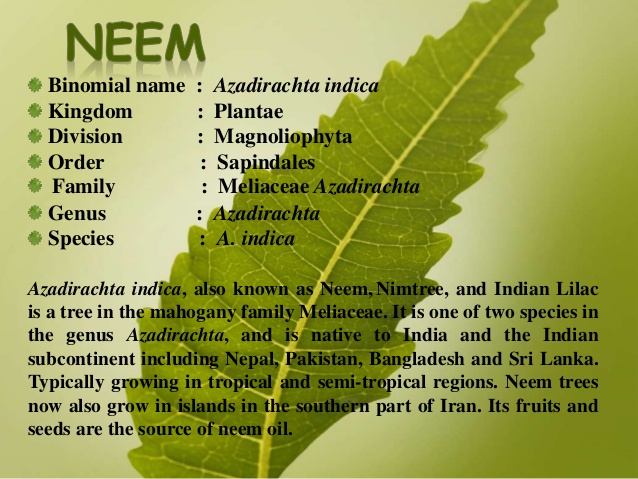 NEEM
Binomial name : Azadirachta indica
Kingdom : Plantae
Division : Magnoliophyta
Order : Sapindales
Family : Meliaceae Azadirachta
Genus : Azadirachta
Species : A. indica
Azadirachta indica, also known as Neem, Nimtree, and Indian Lilac
is a tree in the mahogany family Meliaceae. It is one of two species in
the genus Azadirachta, and is native to India and the Indian
subcontinent including Nepal, Pakistan, Bangladesh and Sri Lanka.
Typically growing in tropical and semi-tropical regions. Neem trees
now also grow in islands in the southern part of Iran. Its fruits and
seeds are the source of neem oil.